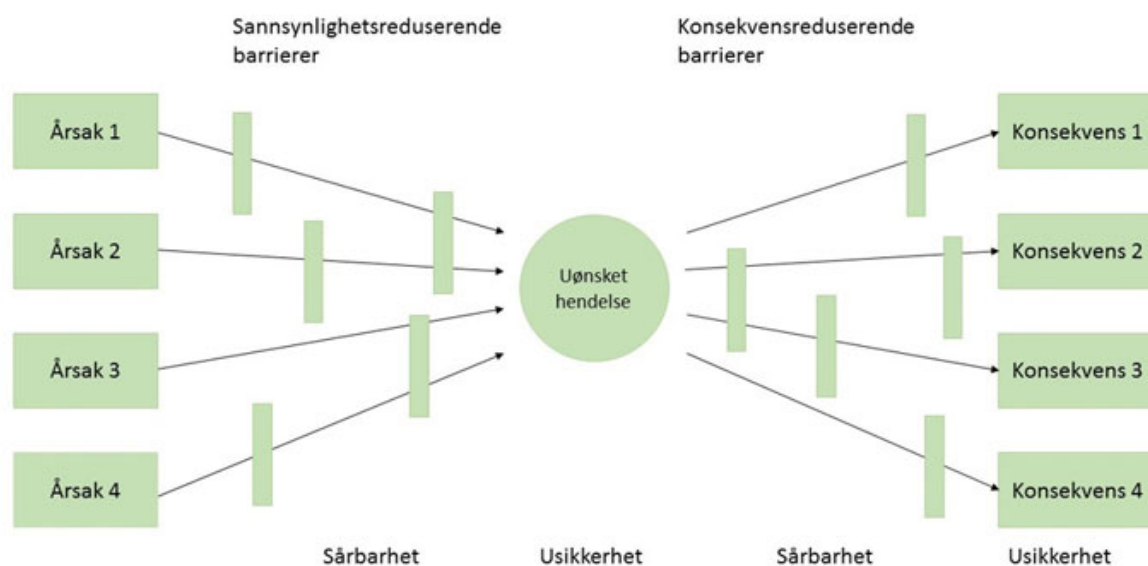 Sannsynlighetsreduserende
barrierer
Konsekvensreduserende
barrierer
Årsak 1
Årsak 2
Årsak 3
Årsak 4
Uønsket
hendelse
Konsekvens 1
Konsekvens 2
Konsekvens 3
Konsekvens 4
Sårbarhet
Usikkerhet
Sårbarhet
Usikkerhet